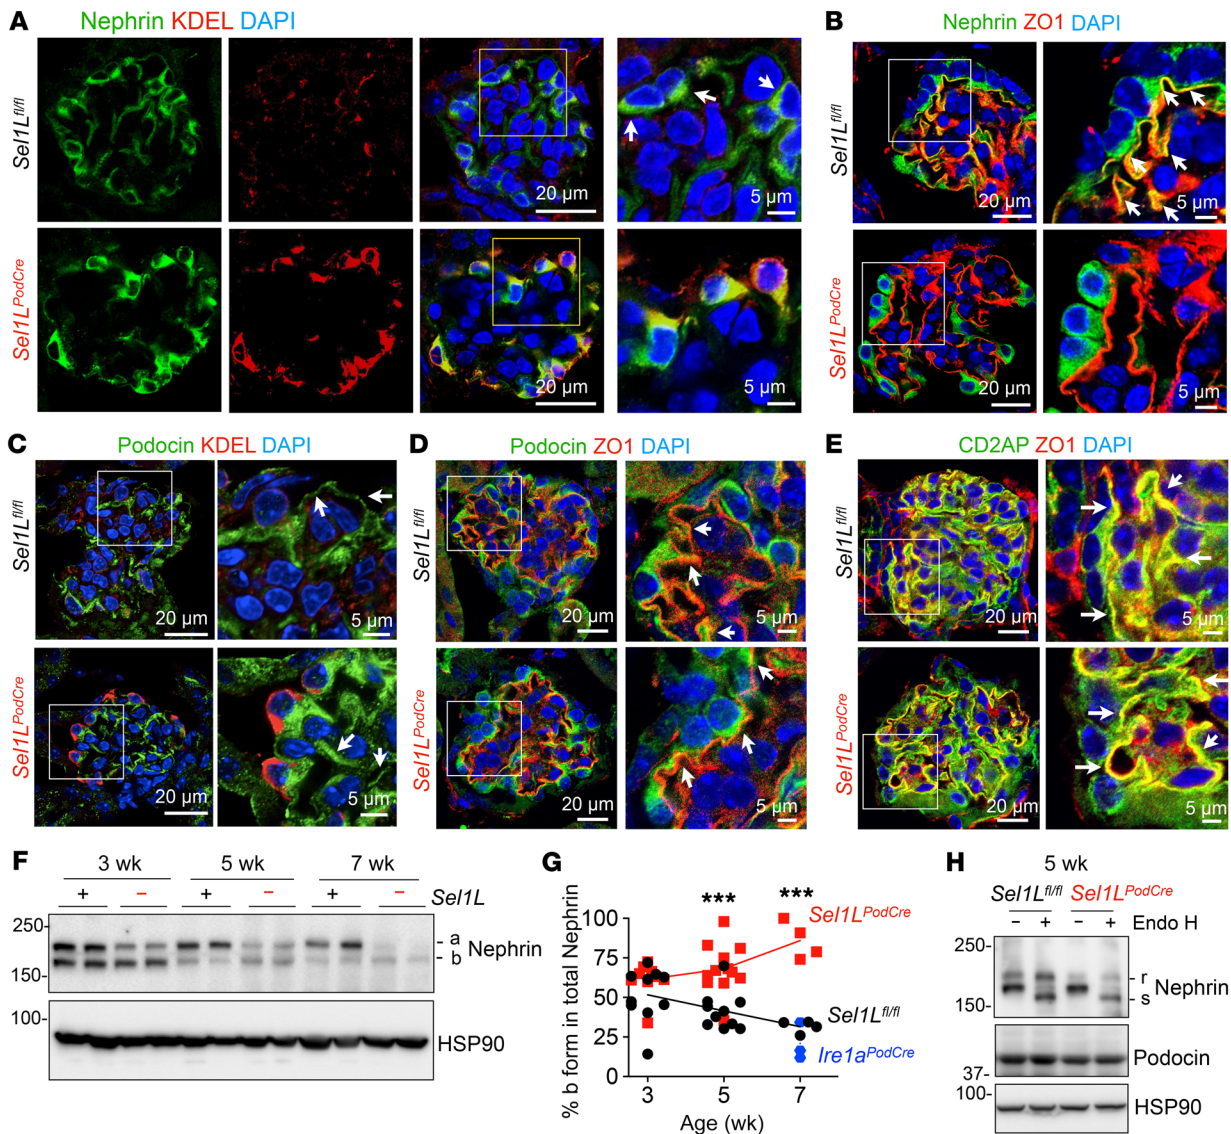 A
Nephrin KDEL DAPI
Sel1L fl/fl
20 µm
5 µm
Sel1L PodCre
20 µm
5 µm
B
Nephrin ZO1 DAPI
20 µm
5 µm
20 µm
5 µm
C
Podocin KDEL DAPI
Sel1L fl/fl
20 µm
5 µm
Sel1L PodCre
20 µm
5 µm
D
Podocin ZO1 DAPI
Sel1L fl/fl
20 µm
5 µm
Sel1L PodCre
20 µm
5 µm
E
CD2AP ZO1 DAPI
Sel1L fl/fl
20 µm
5 µm
Sel1L PodCre
20 µm
5 µm
Sel1L fl/fl
Sel1L PodCre
F
3 wk 5 wk 7 wk
+ − + − + − Sel1L
250-
- a
Nephrin
- b
150-
100-
HSP90
G
*** ***
100
75
50
25
0
% b form in total Nephrin
Sel1L PodCre
Sel1L fl/fl
Ire1a PodCre
3 5 7
Age (wk)
H
5 wk
Sel1L fl/fl Sel1L PodCre
− + − + Endo H
250-
- r
Nephrin
- s
150-
Podocin
37-
100-
HSP90